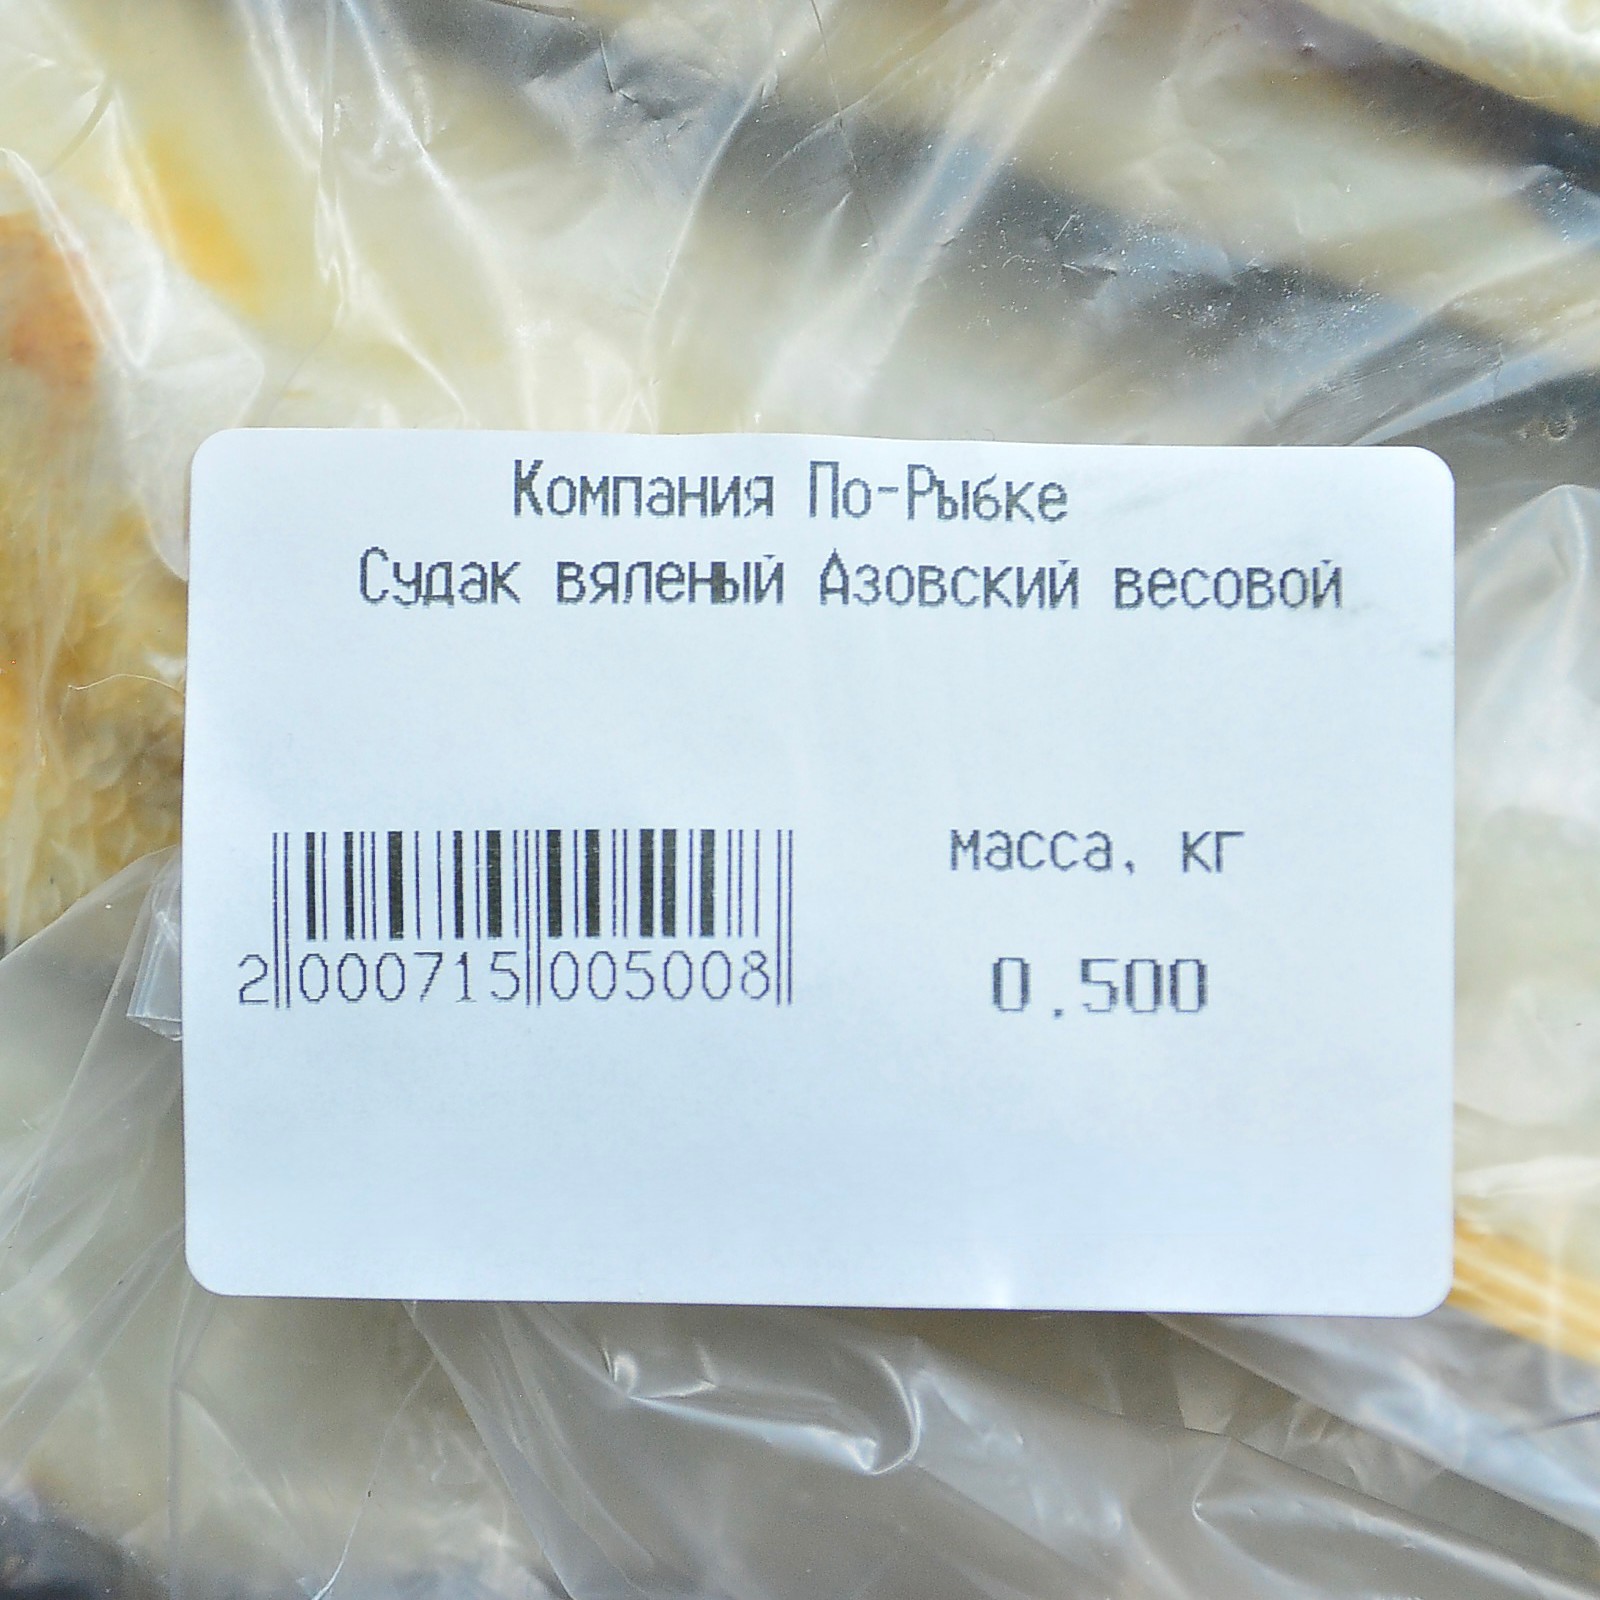 Компания По-Рыбке
Судак вяленый Азовский весовой
масса, кг
2 000715 005008
0.500